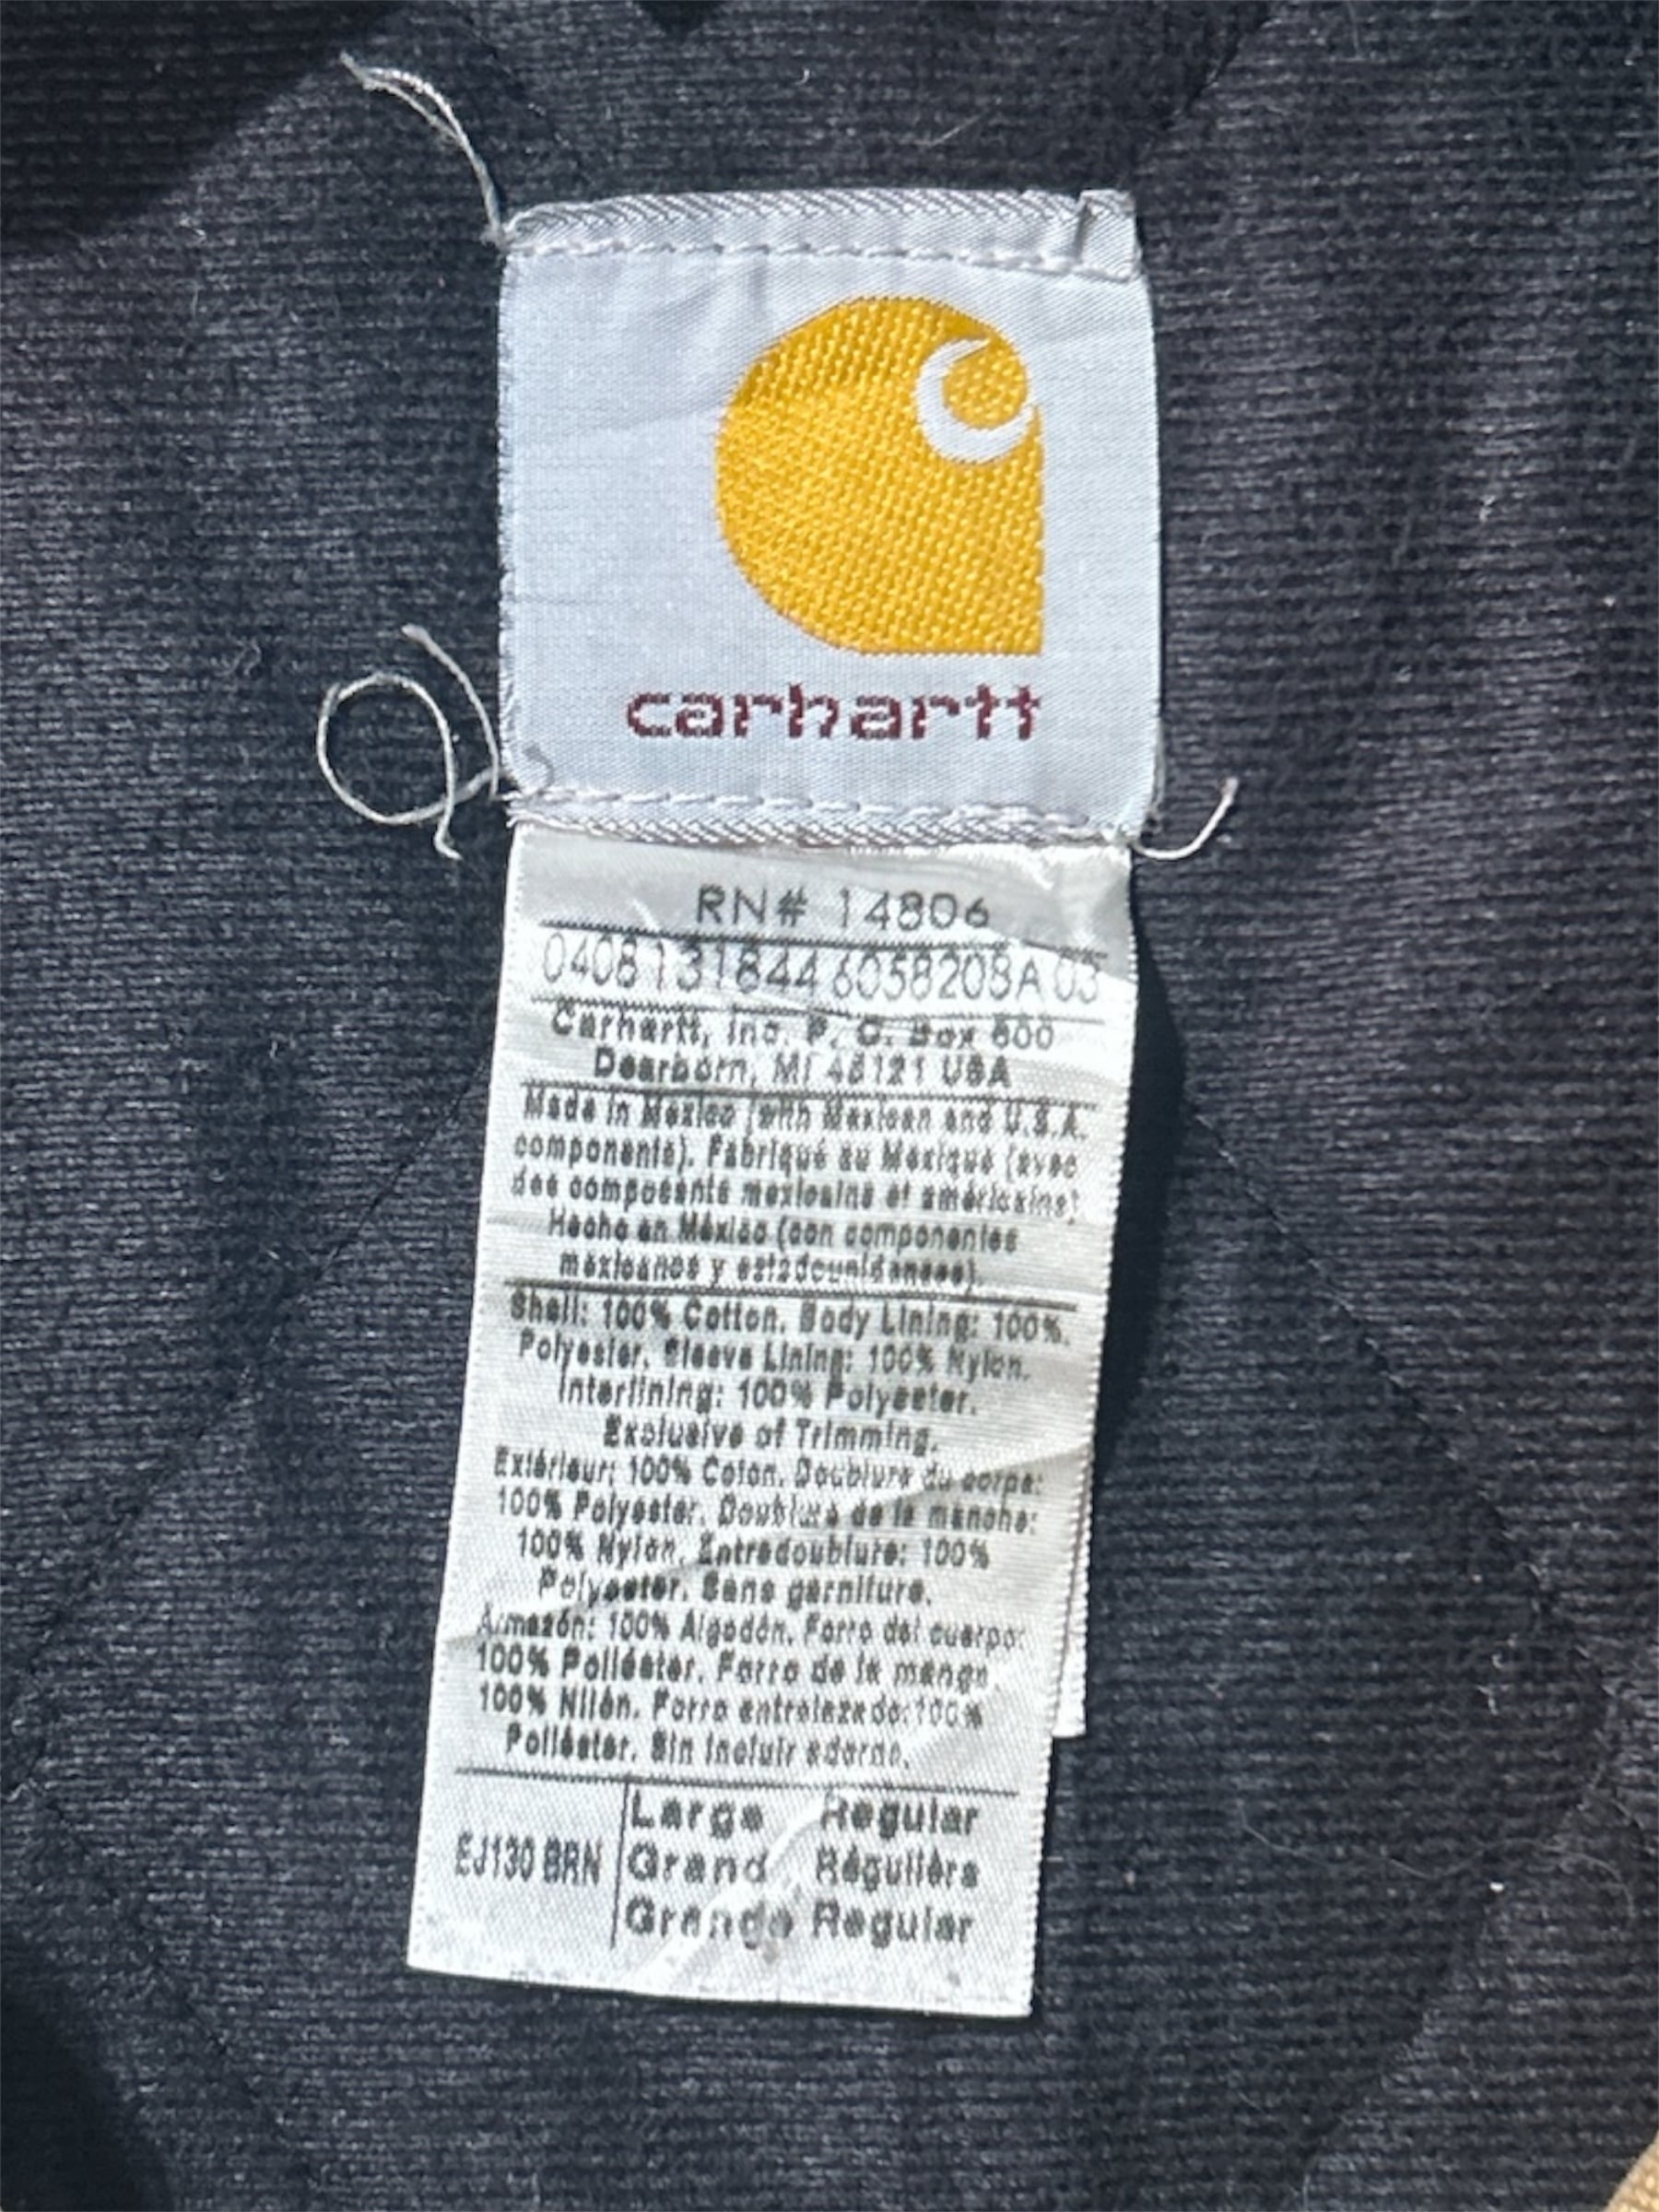 carhartt
RN# 14806
04081318446058208A 03
Carhartt, Inc. P. O. Box 600
Dearborn, MI 48121 USA
Made in Mexico (with Mexican and U.S.A.
components). Fabriqué au Mexique (avec
des composants mexicains et américains)
Hecho en México (con componentes
mexicanos y estadounidenses).
Shell: 100% Cotton. Body Lining: 100%
Polyester. Sleeve Lining: 100% Nylon.
Interlining: 100% Polyester.
Exclusive of Trimming.
Extérieur: 100% Coton. Doublure du corps:
100% Polyester. Doublure de la manche:
100% Nylon. Entredoublure: 100%
Polyester. Sans garniture.
Armazón: 100% Algodón. Forro del cuerpo:
100% Poliéster. Forro de la manga
100% Nilón. Forro entrelazado: 100%
Poliéster. Sin incluir adorno.
EJ130 BRN
Large Regular
Grand Régulière
Grande Regular